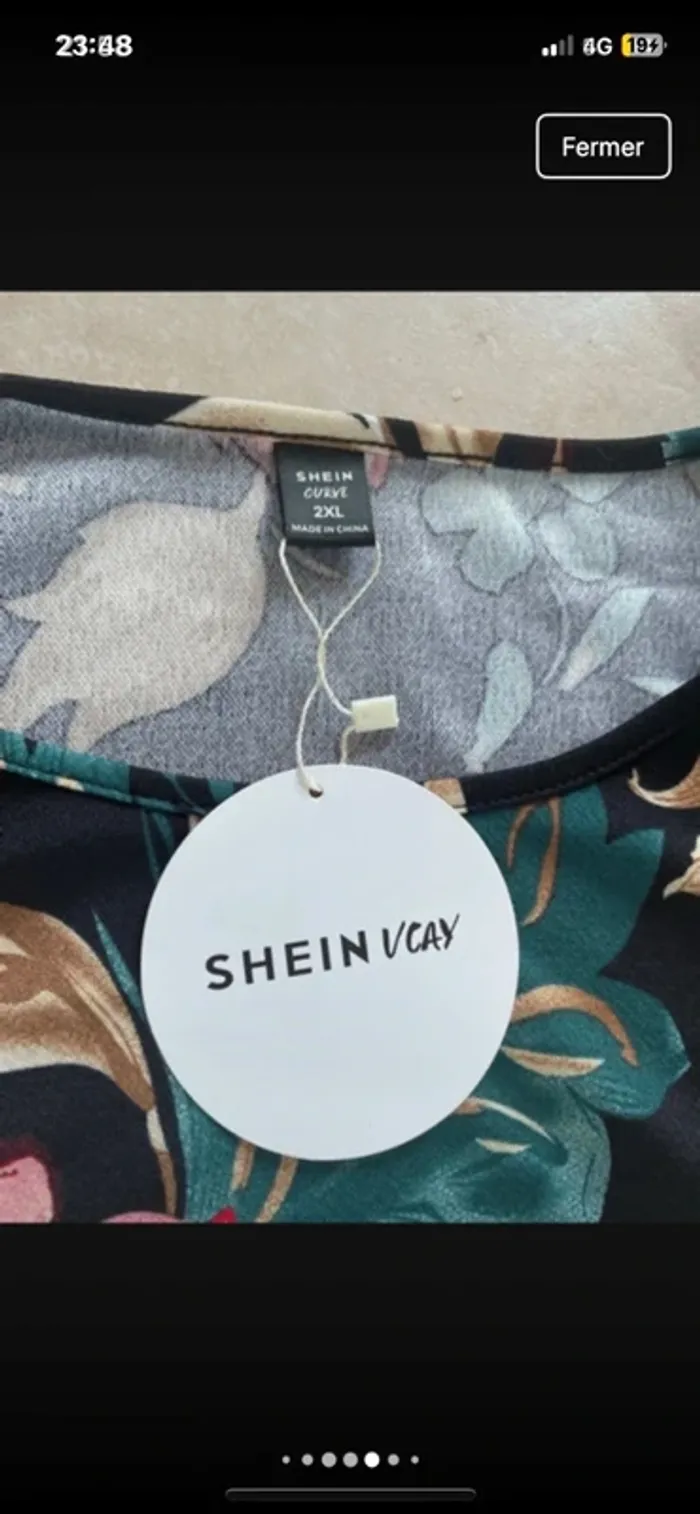 23:48
4G 19
Fermer
SHEIN
CURVE
2XL
MADE IN CHINA
SHEIN VCAY